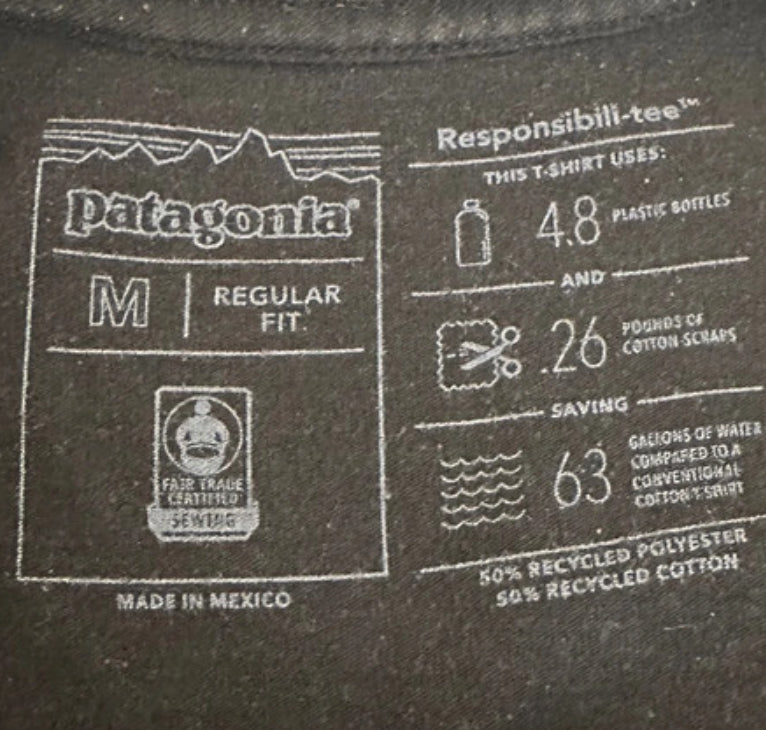 patagonia®
M
REGULAR
FIT.
FAIR TRADE
CERTIFIED
SEWING
MADE IN MEXICO
Responsibili-tee™
THIS T-SHIRT USES:
4.8
PLASTIC BOTTLES
AND
.26
POUNDS OF
COTTON SCRAPS
SAVING
63
GALLONS OF WATER
COMPARED TO A
CONVENTIONAL
COTTON T-SHIRT
50% RECYCLED POLYESTER
50% RECYCLED COTTON